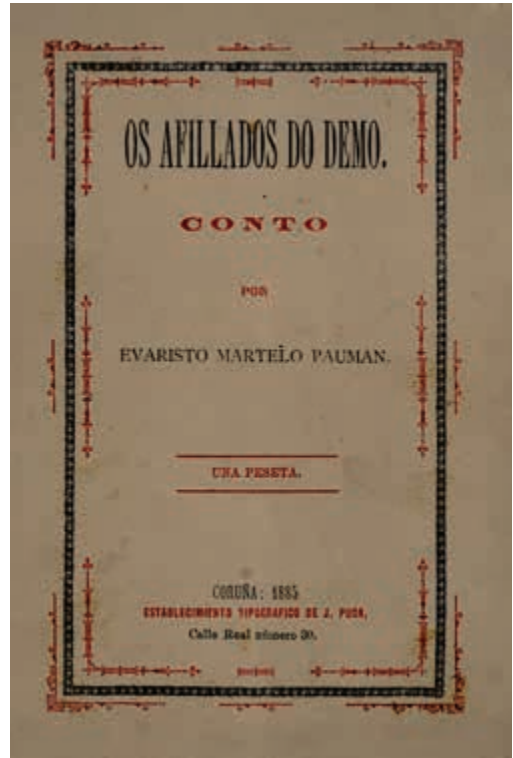 OS AFILLADOS DO DEMO.
CONTO
POR
EVARISTO MARTELO PAUMAN.
UNA PESETA.
CORUÑA: 1885
ESTABLECIMIENTO TIPOGRAFICO DE J. PUGA,
Calle Real número 30.